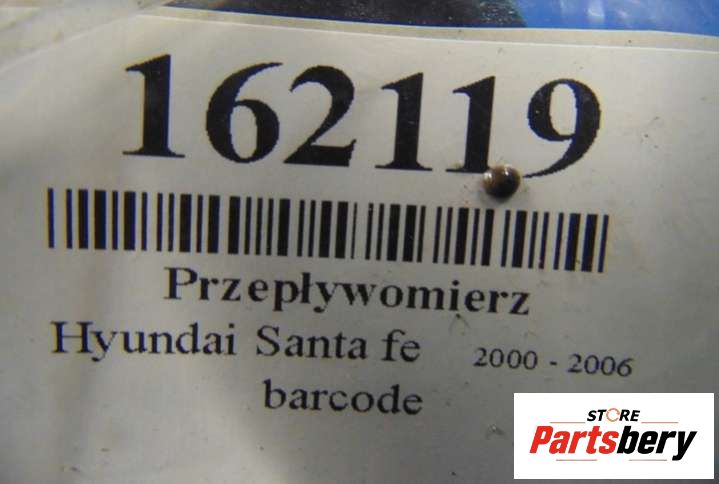 162119
Przepływomierz
Hyundai Santa fe 2000 - 2006
barcode
STORE
Partsbery